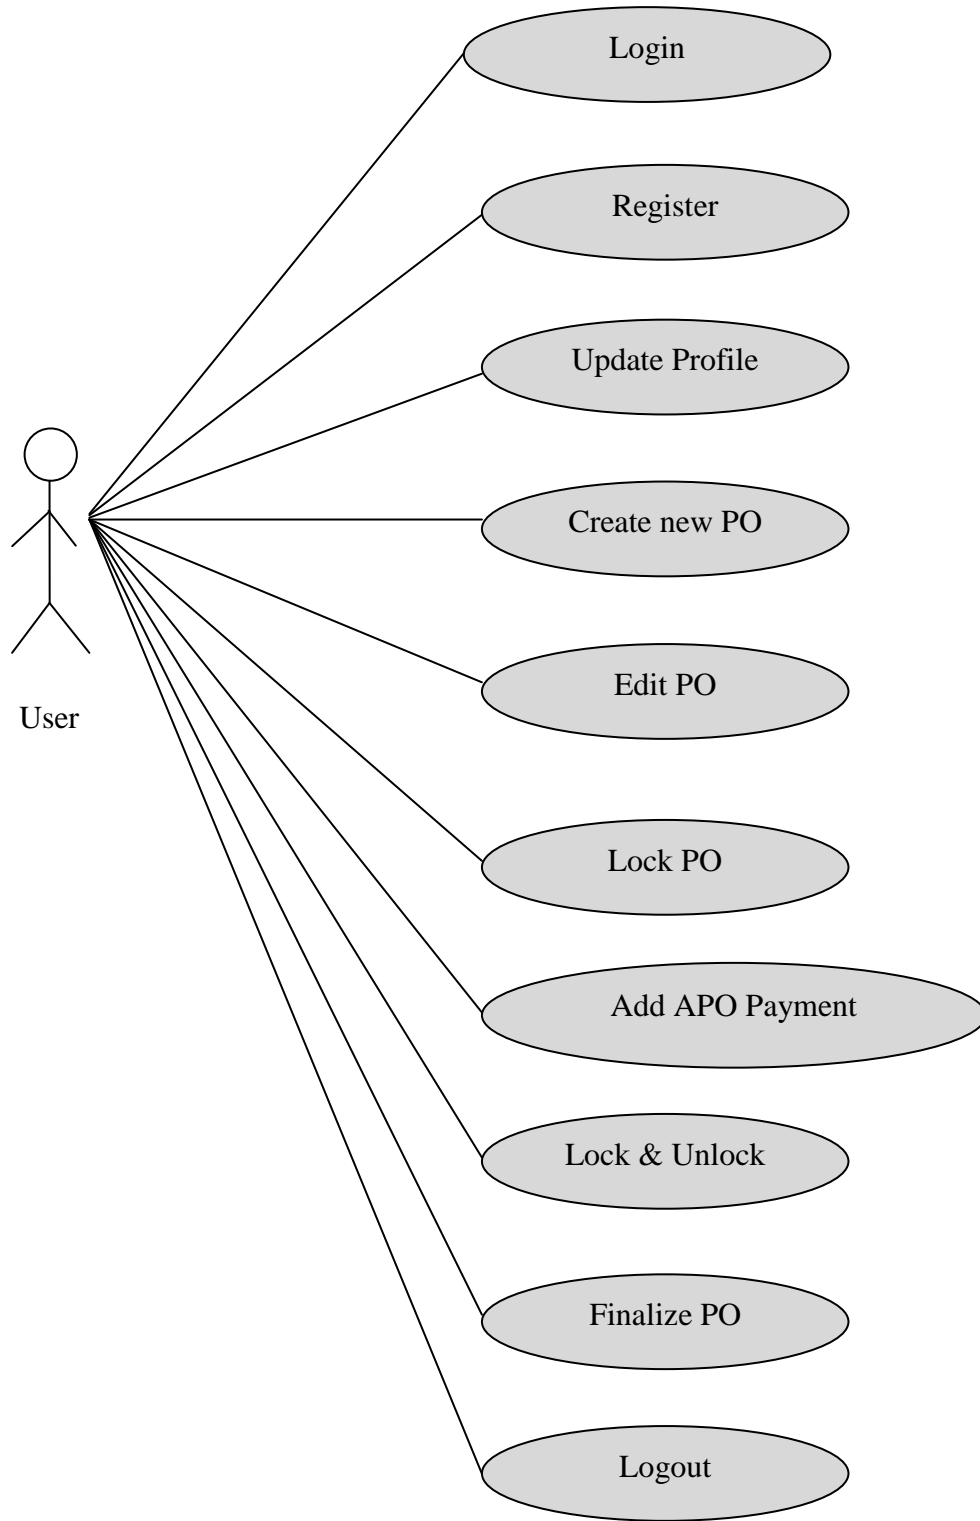 Login
Register
Update Profile
Create new PO
Edit PO
User
Lock PO
Add APO Payment
Lock & Unlock
Finalize PO
Logout